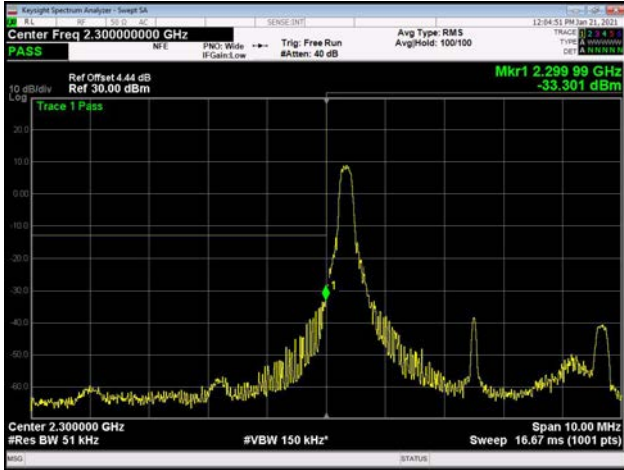 Keysight Spectrum Analyzer - Swept SA
RL RF 50 Ω AC SENSE:INT 12:04:51 PM Jan 21, 2021
Center Freq 2.300000000 GHz Avg Type: RMS TRACE 1 2 3 4 5 6
PASS NFE PNO: Wide Trig: Free Run Avg|Hold: 100/100 TYPE A WWWWW
IFGain:Low #Atten: 40 dB DET A N N N N N
Mkr1 2.299 99 GHz
Ref Offset 4.44 dB
10 dB/div Ref 30.00 dBm -33.301 dBm
Log
Trace 1 Pass
20.0
10.0
0.00
-10.0
-20.0
-30.0
1
-40.0
-50.0
-60.0
Center 2.300000 GHz Span 10.00 MHz
#Res BW 51 kHz #VBW 150 kHz* Sweep 16.67 ms (1001 pts)
MSG STATUS